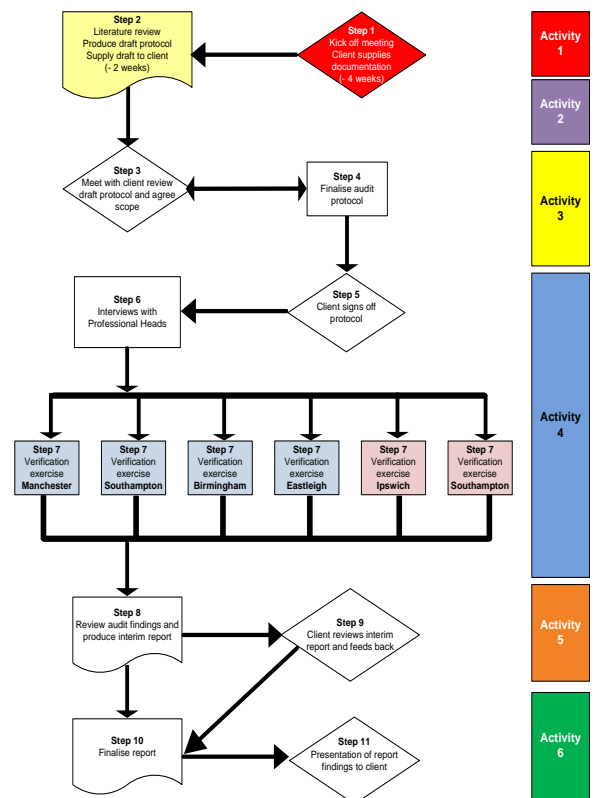 Step 2
Literature review
Produce draft protocol
Supply draft to client
(- 2 weeks)
Step 1
Kick off meeting
Client supplies
documentation
(- 4 weeks)
Activity
1
Activity
2
Step 3
Meet with client review
draft protocol and agree
scope
Step 4
Finalise audit
protocol
Activity
3
Step 6
Interviews with
Professional Heads
Step 5
Client signs off
protocol
Activity
4
Step 7
Verification
exercise
Manchester
Step 7
Verification
exercise
Southampton
Step 7
Verification
exercise
Birmingham
Step 7
Verification
exercise
Eastleigh
Step 7
Verification
exercise
Ipswich
Step 7
Verification
exercise
Southampton
Step 8
Review audit findings and
produce interim report
Step 9
Client reviews interim
report and feeds back
Activity
5
Step 10
Finalise report
Step 11
Presentation of report
findings to client
Activity
6